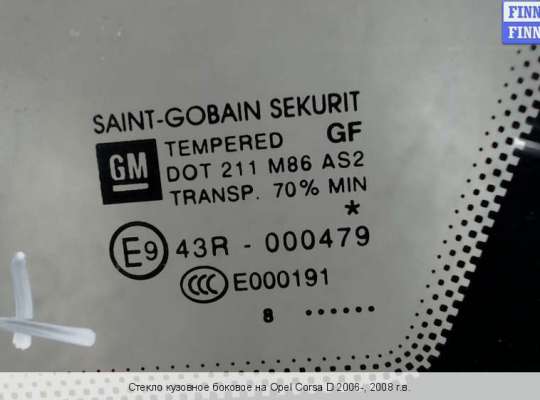 FINN
FINN
SAINT-GOBAIN SEKURIT
TEMPERED GF
GM
DOT 211 M86 AS2
TRANSP. 70% MIN
*
E9 43R - 000479
CCC E000191
8 ......
Стекло кузовное боковое на Opel Corsa D 2006-, 2008 г.в.